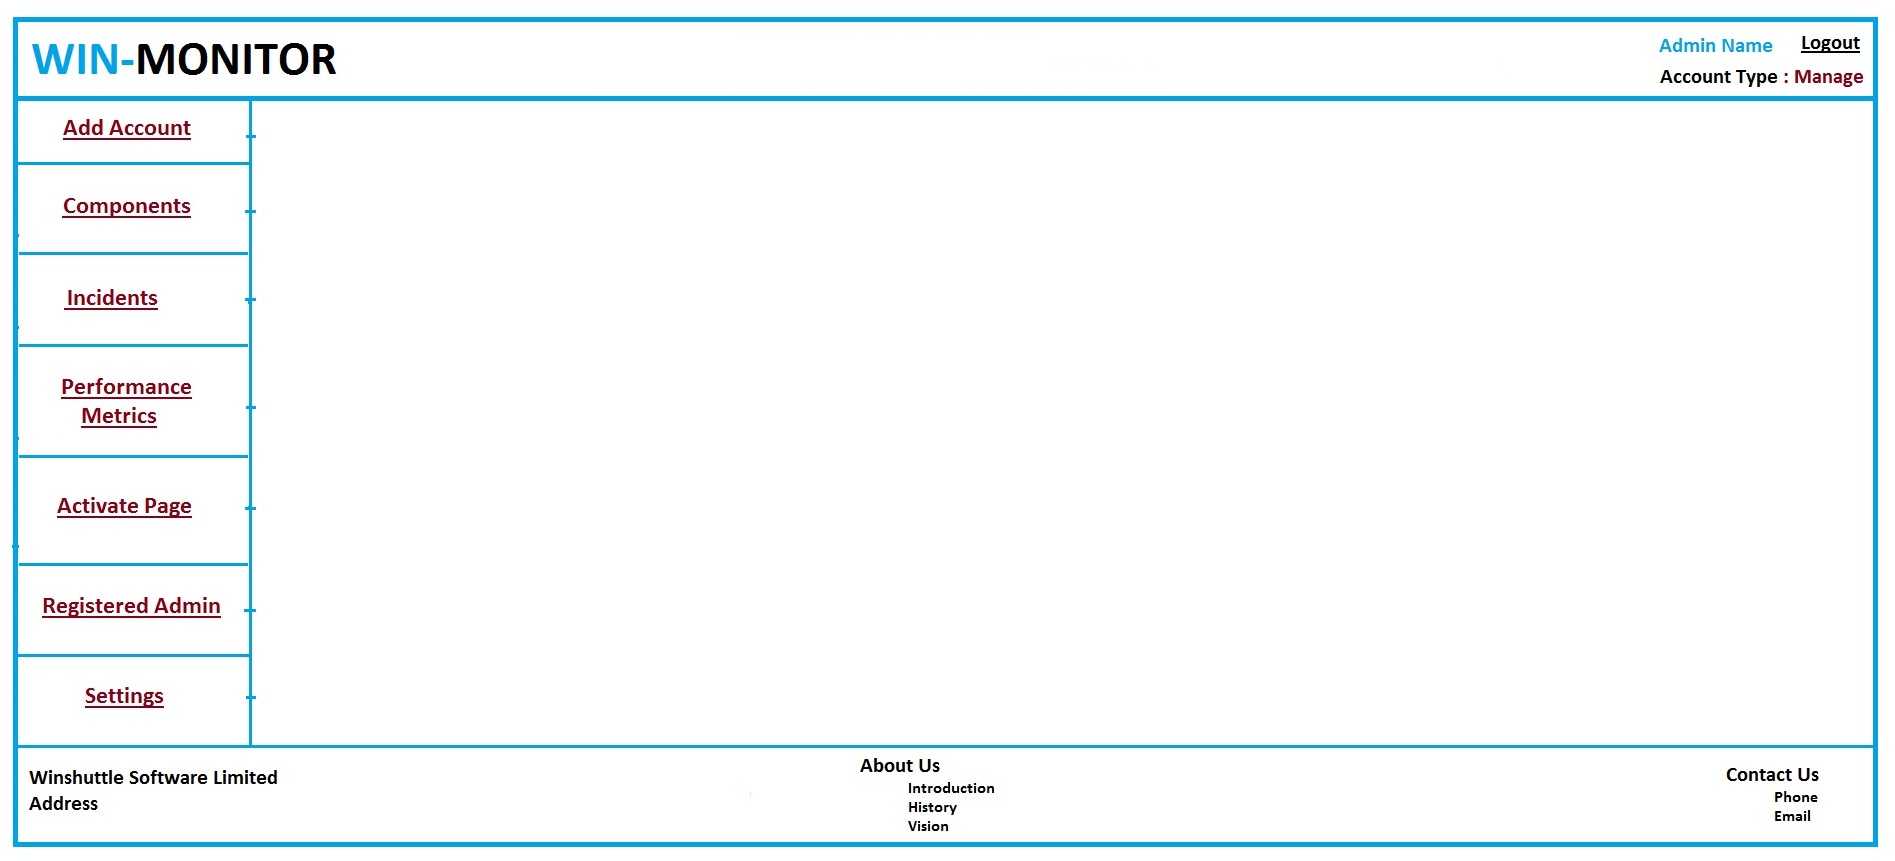 WIN-MONITOR
Admin Name Logout
Account Type : Manage
Add Account
Components
Incidents
Performance
Metrics
Activate Page
Registered Admin
Settings
Winshuttle Software Limited
Address
About Us
Introduction
History
Vision
Contact Us
Phone
Email